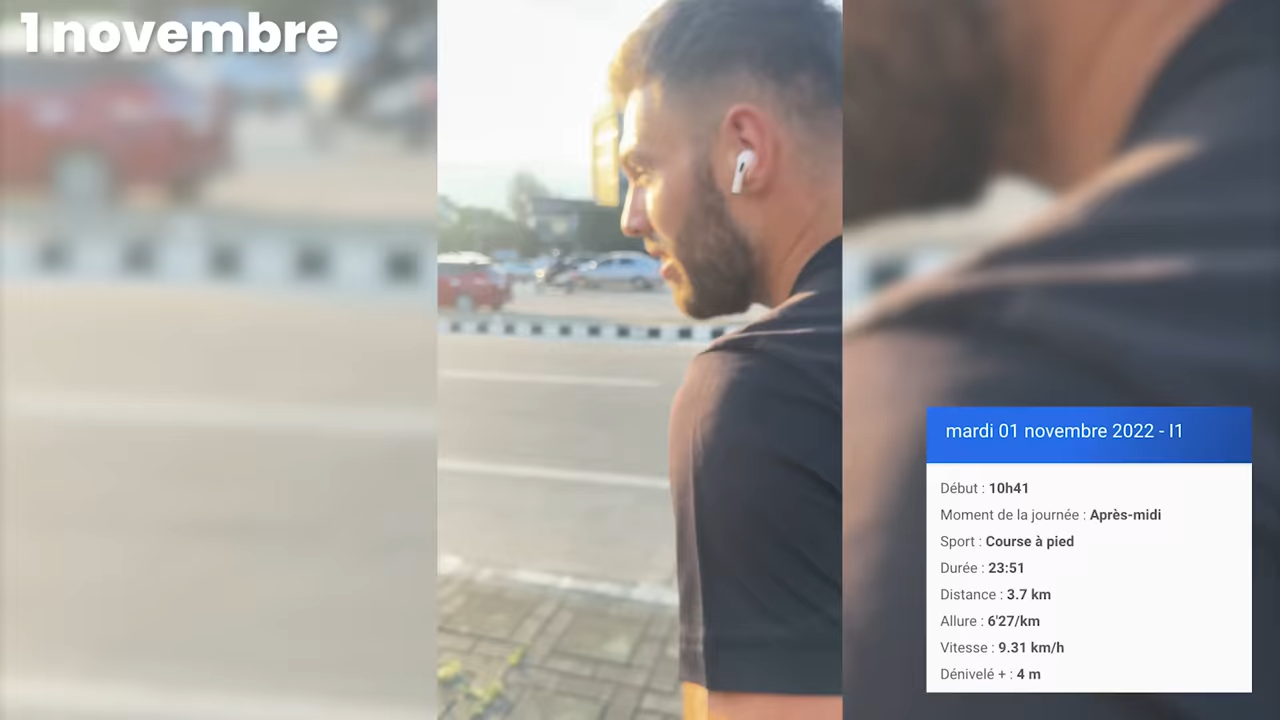 1 novembre
mardi 01 novembre 2022 - I1
Début : 10h41
Moment de la journée : Après-midi
Sport : Course à pied
Durée : 23:51
Distance : 3.7 km
Allure : 6'27/km
Vitesse : 9.31 km/h
Dénivelé + : 4 m